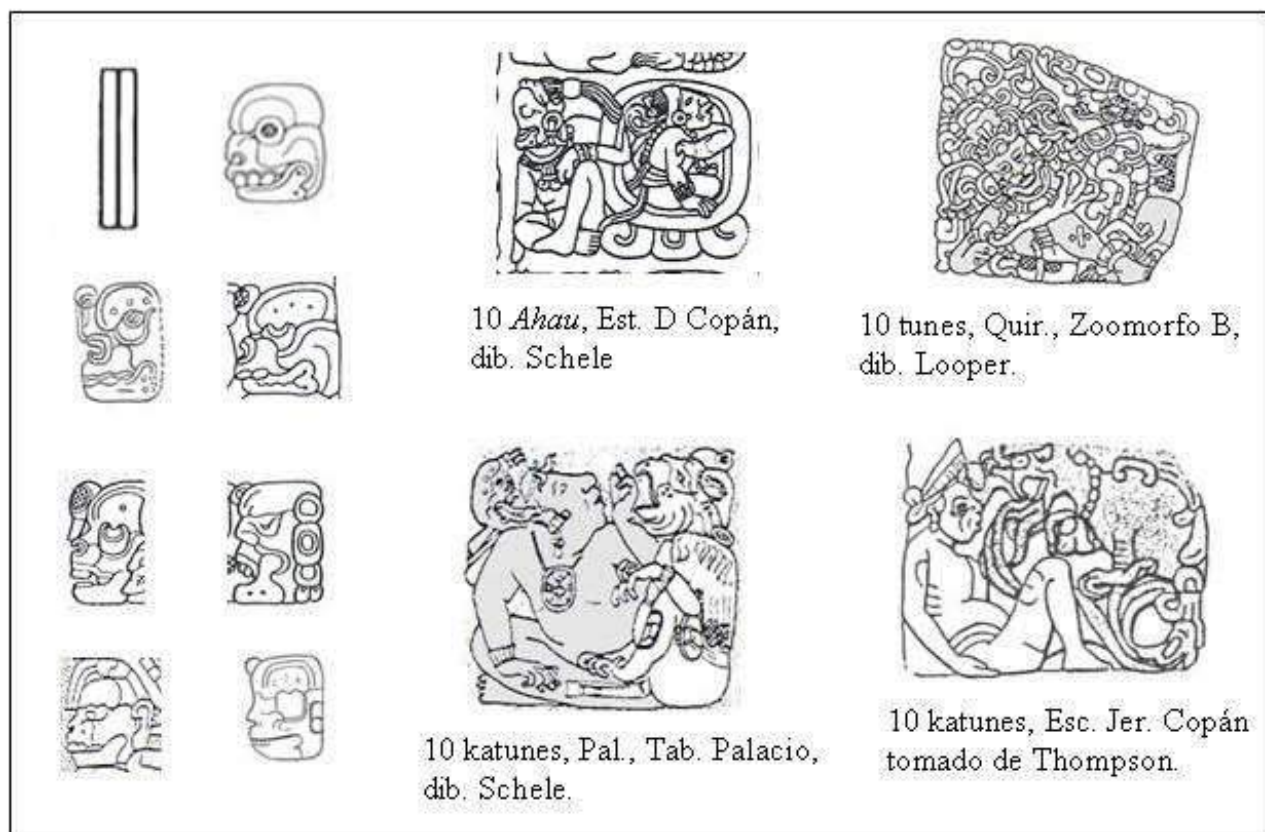 10 Ahau, Est. D Copán,
dib. Schele
10 tunes, Quir., Zoomorfo B,
dib. Looper.
10 katunes, Pal., Tab. Palacio,
dib. Schele.
10 katunes, Esc. Jer. Copán
tomado de Thompson.